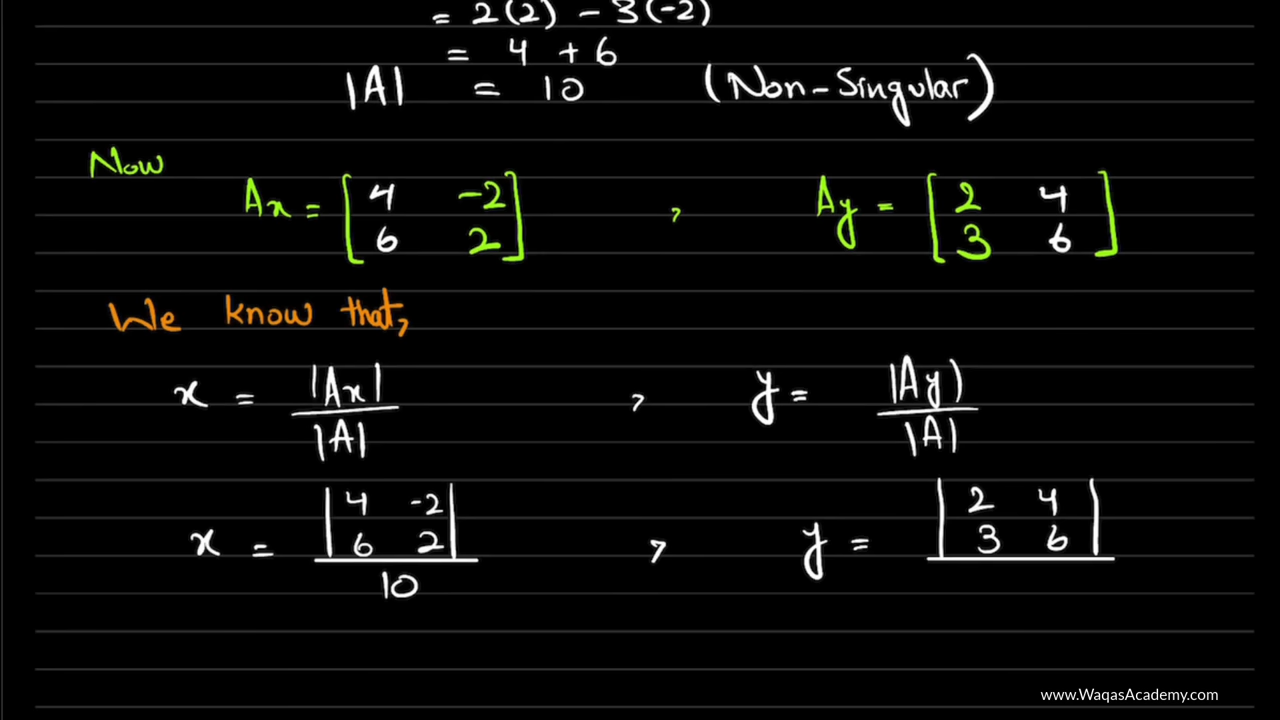 = 2(2) - 3(-2)
= 4 + 6
|A| = 10 (Non-Singular)
Now
Ax = [4 -2] , Ay = [2 4]
[6 2] [3 6]
We know that,
x = |Ax| , y = |Ay)
|A| |A|
x = |4 -2| , y = |2 4|
|6 2| |3 6|
10
www.WaqasAcademy.com